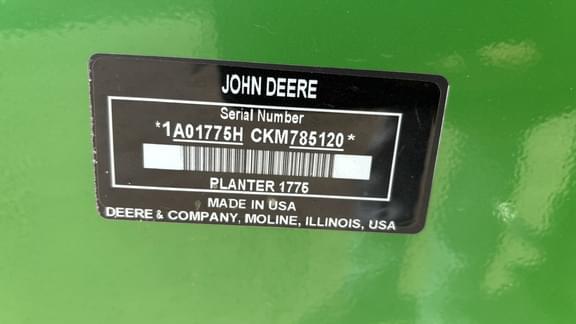 JOHN DEERE
Serial Number
*1A01775H CKM785120*
PLANTER 1775
MADE IN USA
DEERE & COMPANY, MOLINE, ILLINOIS, USA